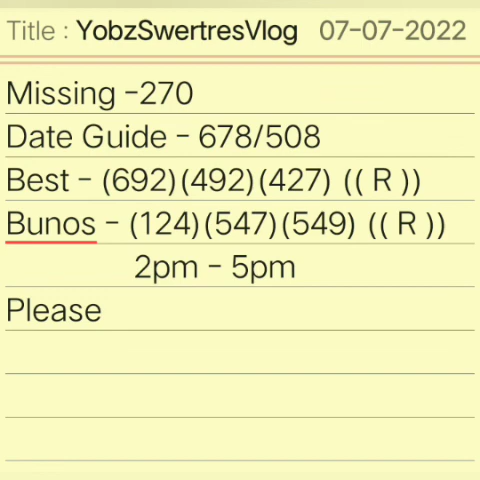 Title : YobzSwertresVlog 07-07-2022
Missing -270
Date Guide - 678/508
Best - (692)(492)(427) (( R ))
Bunos - (124)(547)(549) (( R ))
2pm - 5pm
Please